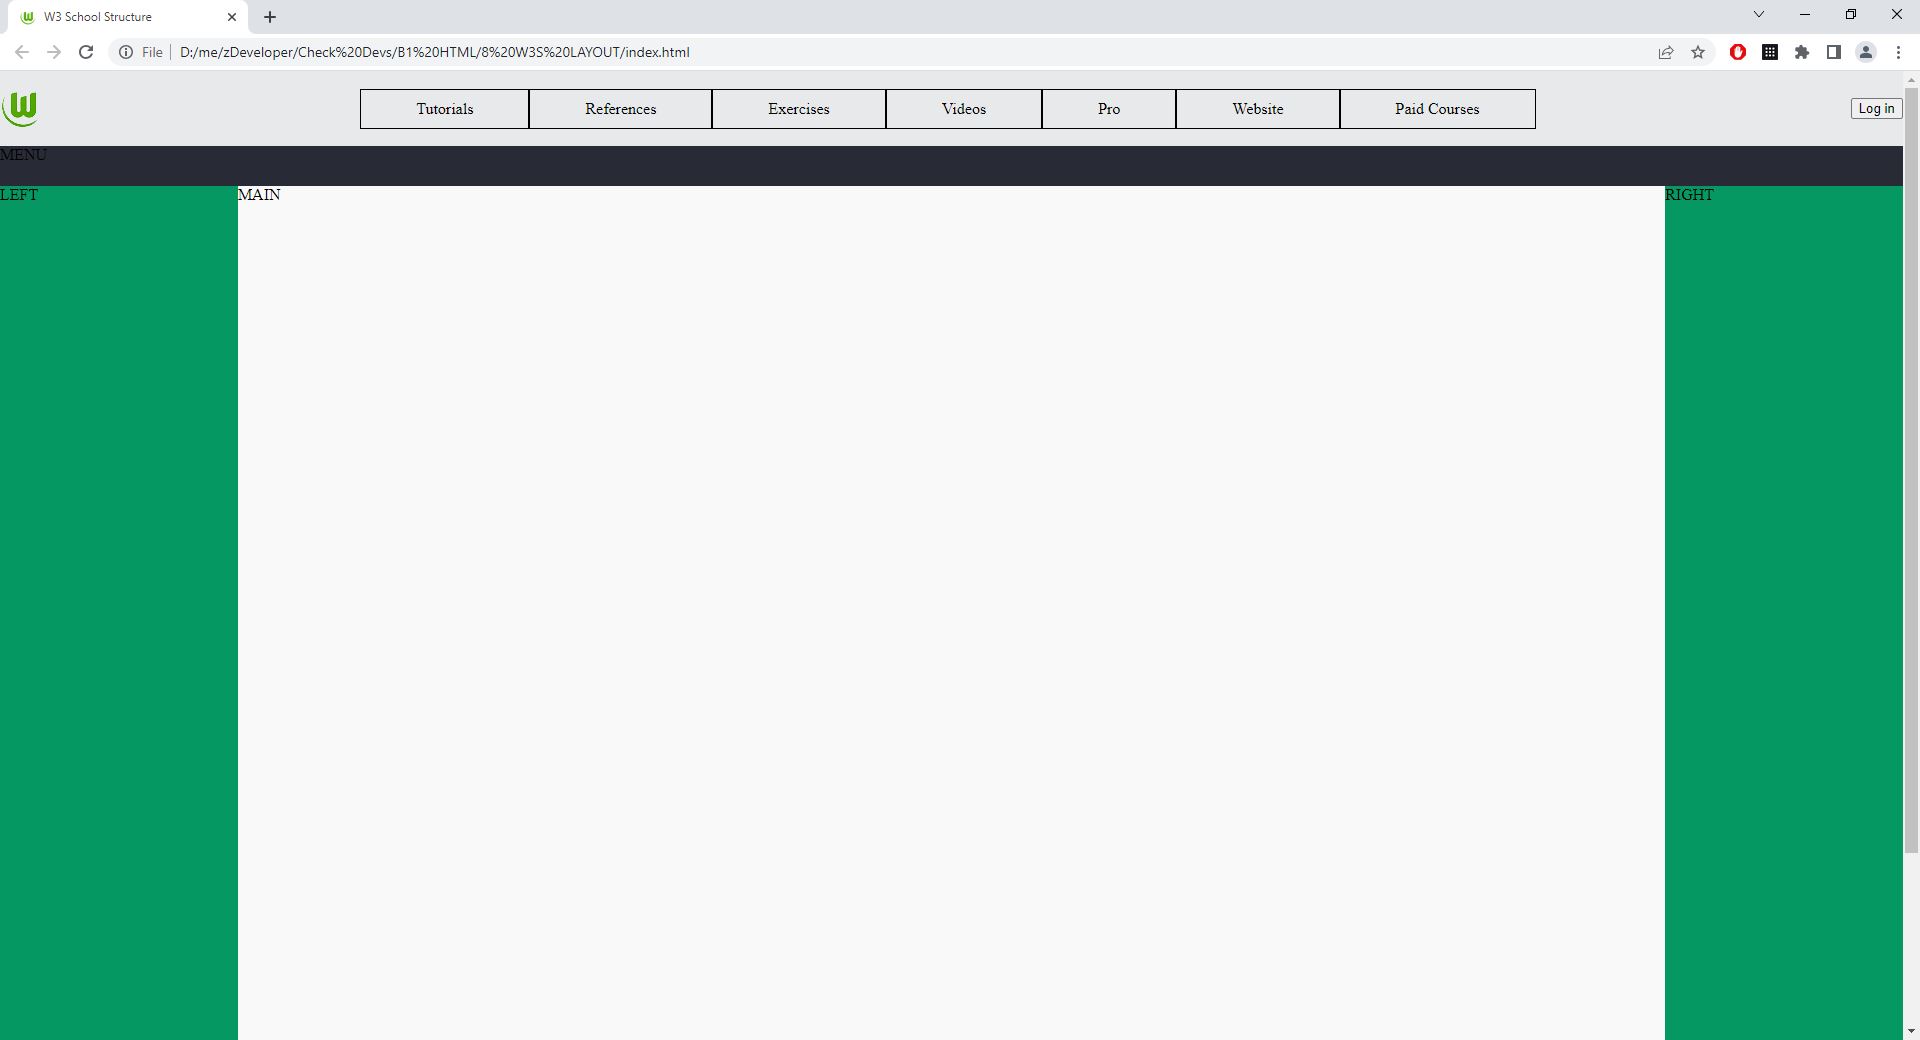 W3 School Structure
File D:/me/zDeveloper/Check%20Devs/B1%20HTML/8%20W3S%20LAYOUT/index.html
Tutorials References Exercises Videos Pro Website Paid Courses Log in
MENU
LEFT MAIN RIGHT